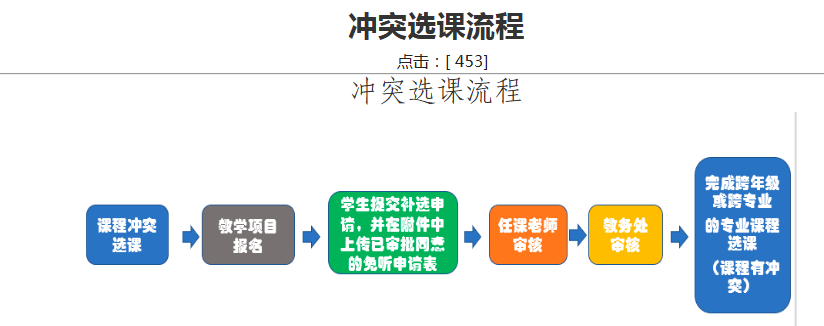 冲突选课流程
点击：[ 453]
冲突选课流程
课程冲突
选课
教学项目
报名
学生提交补选申
请，并在附件中
上传已审批同意
的免听申请表
任课老师
审核
教务处
审核
完成跨年级
或跨专业
的专业课程
选课
（课程有冲
突）